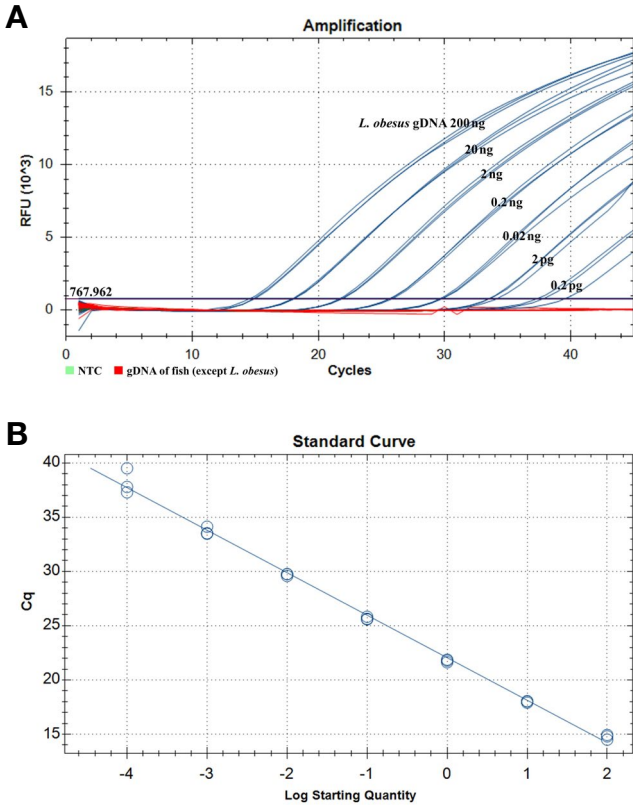 A
Amplification
15
10
5
0
RFU (10^3)
L. obesus gDNA 200 ng
20 ng
2 ng
0.2 ng
0.02 ng
2 pg
0.2 pg
767.962
0
10
20
30
40
Cycles
NTC
gDNA of fish (except L. obesus)
B
Standard Curve
40
35
30
25
20
15
Cq
-4
-3
-2
-1
0
1
2
Log Starting Quantity